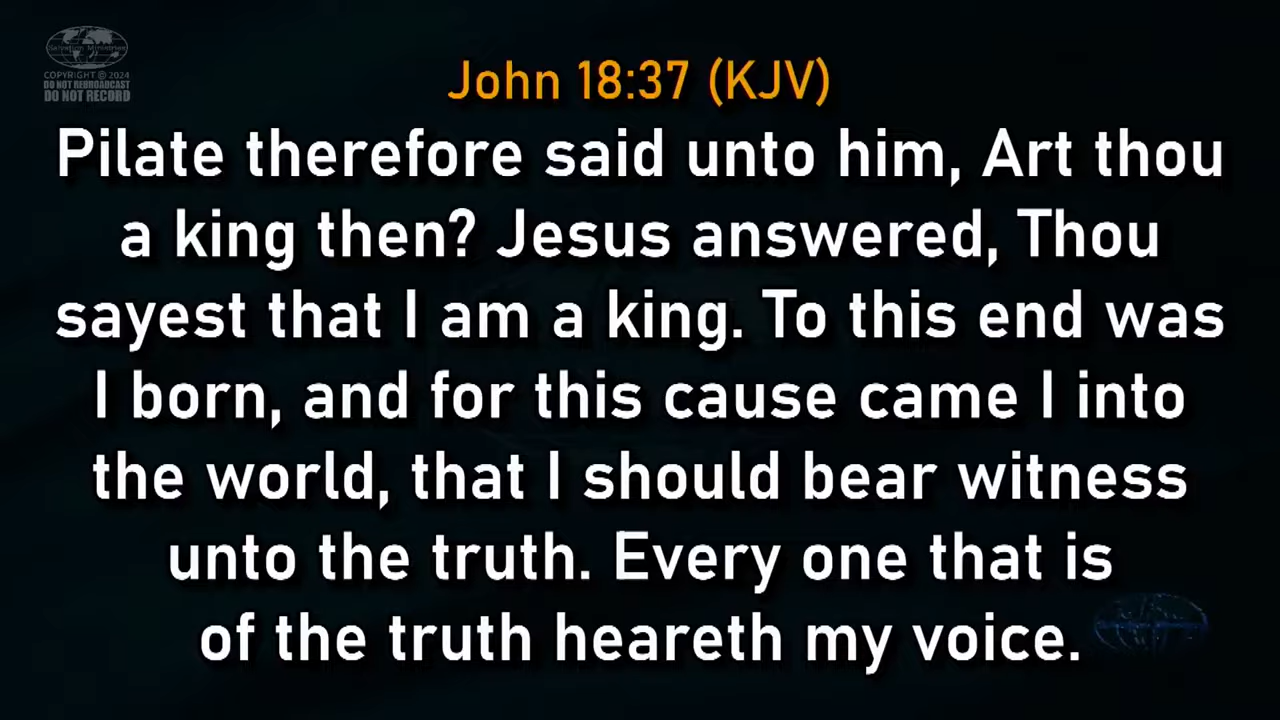 Salvation Ministries
COPYRIGHT © 2024
DO NOT REBROADCAST
DO NOT RECORD
John 18:37 (KJV)
Pilate therefore said unto him, Art thou
a king then? Jesus answered, Thou
sayest that I am a king. To this end was
I born, and for this cause came I into
the world, that I should bear witness
unto the truth. Every one that is
of the truth heareth my voice.